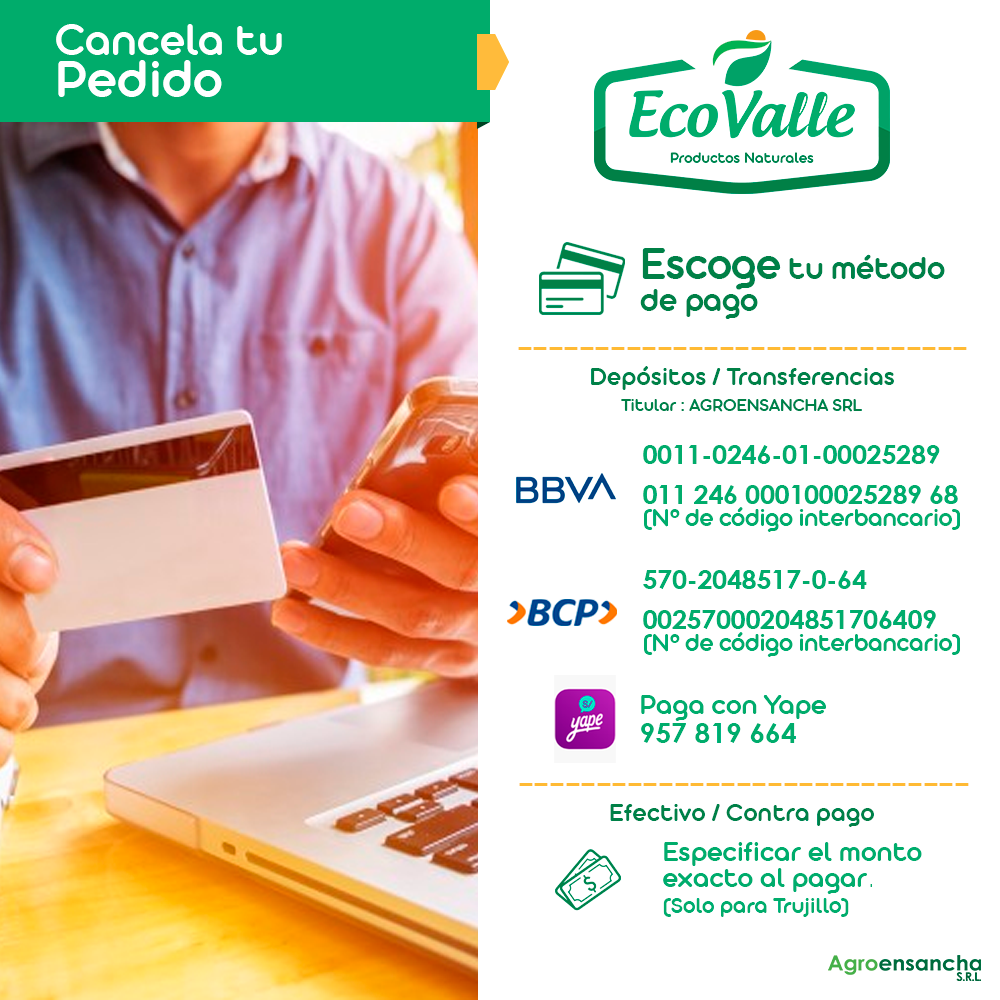 Cancela tu
Pedido
EcoValle
Productos Naturales
Escoge tu método
de pago
Depósitos / Transferencias
Titular : AGROENSANCHA SRL
BBVA
0011-0246-01-00025289
011 246 000100025289 68
(Nº de código interbancario)
BCP
570-2048517-0-64
00257000204851706409
(Nº de código interbancario)
S/
yape
Paga con Yape
957 819 664
Efectivo / Contra pago
$
Especificar el monto
exacto al pagar.
(Solo para Trujillo)
Agroensancha
S.R.L